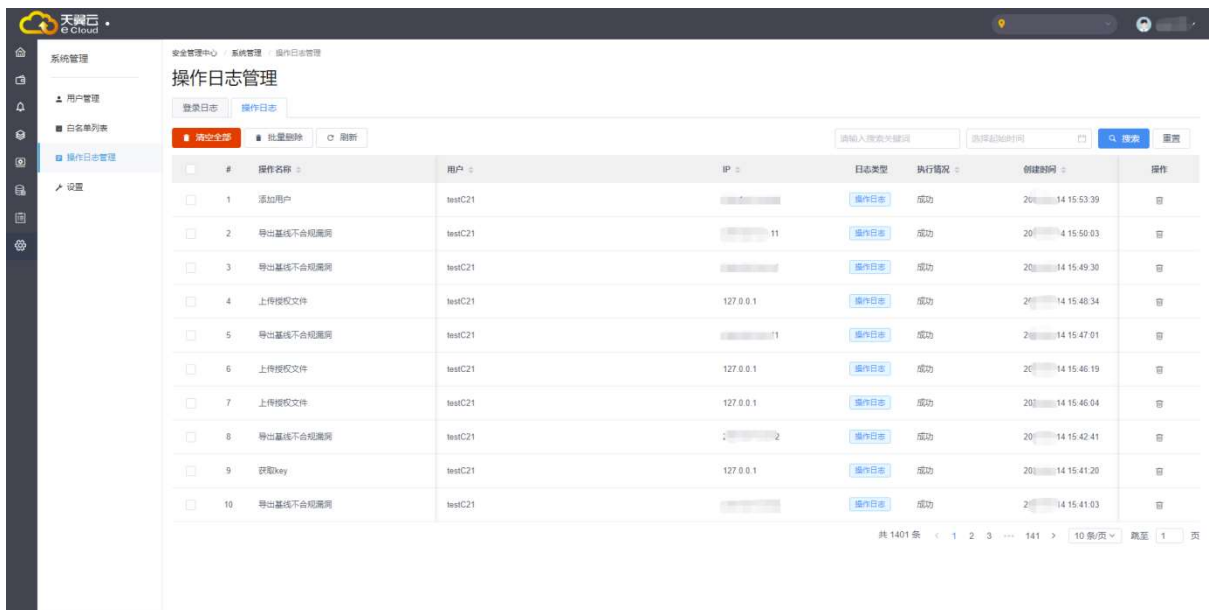 天翼云
e Cloud
系统管理
用户管理
白名单列表
操作日志管理
设置
安全管理中心 / 系统管理 / 操作日志管理
操作日志管理
登录日志 操作日志
清空全部 批量删除 刷新 请输入搜索关键词 选择起始时间 搜索 重置
# 操作名称 用户 IP 日志类型 执行情况 创建时间 操作
1 添加用户 testC21 操作日志 成功 14 15:53:39
2 导出基线不合规漏洞 testC21 11 操作日志 成功 4 15:50:03
3 导出基线不合规漏洞 testC21 操作日志 成功 14 15:49:30
4 上传授权文件 testC21 127.0.0.1 操作日志 成功 14 15:48:34
5 导出基线不合规漏洞 testC21 操作日志 成功 14 15:47:01
6 上传授权文件 testC21 127.0.0.1 操作日志 成功 14 15:46:19
7 上传授权文件 testC21 127.0.0.1 操作日志 成功 14 15:46:04
8 导出基线不合规漏洞 testC21 操作日志 成功 14 15:42:41
9 获取key testC21 127.0.0.1 操作日志 成功 14 15:41:20
10 导出基线不合规漏洞 testC21 操作日志 成功 14 15:41:03
共 1401 条 < 1 2 3 ··· 141 > 10 条/页 跳至 1 页